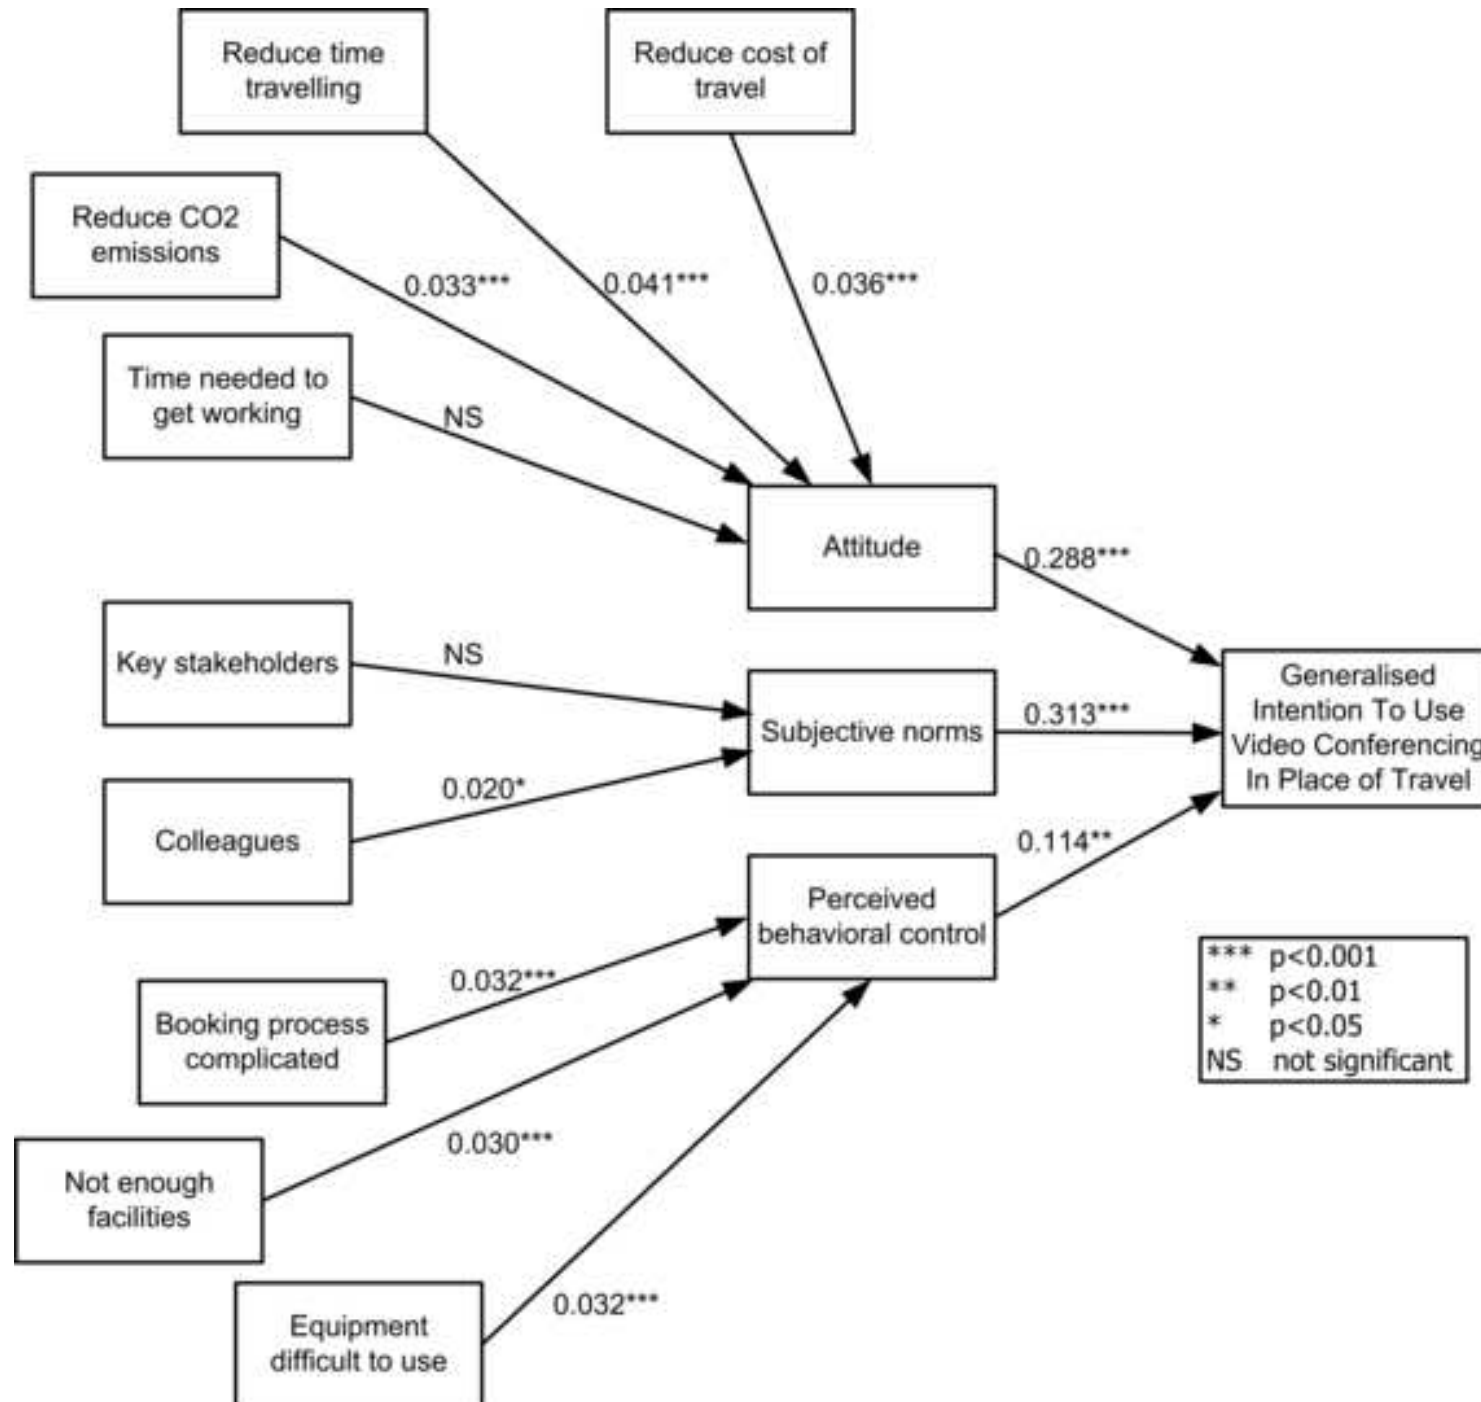 Reduce time
travelling
Reduce cost of
travel
Reduce CO2
emissions
0.033***
0.041***
0.036***
Time needed to
get working
NS
Attitude
0.288***
Key stakeholders
NS
Subjective norms
0.313***
Generalised
Intention To Use
Video Conferencing
In Place of Travel
Colleagues
0.020*
Perceived
behavioral control
0.114**
Booking process
complicated
0.032***
Not enough
facilities
0.030***
Equipment
difficult to use
0.032***
*** p<0.001
** p<0.01
* p<0.05
NS not significant